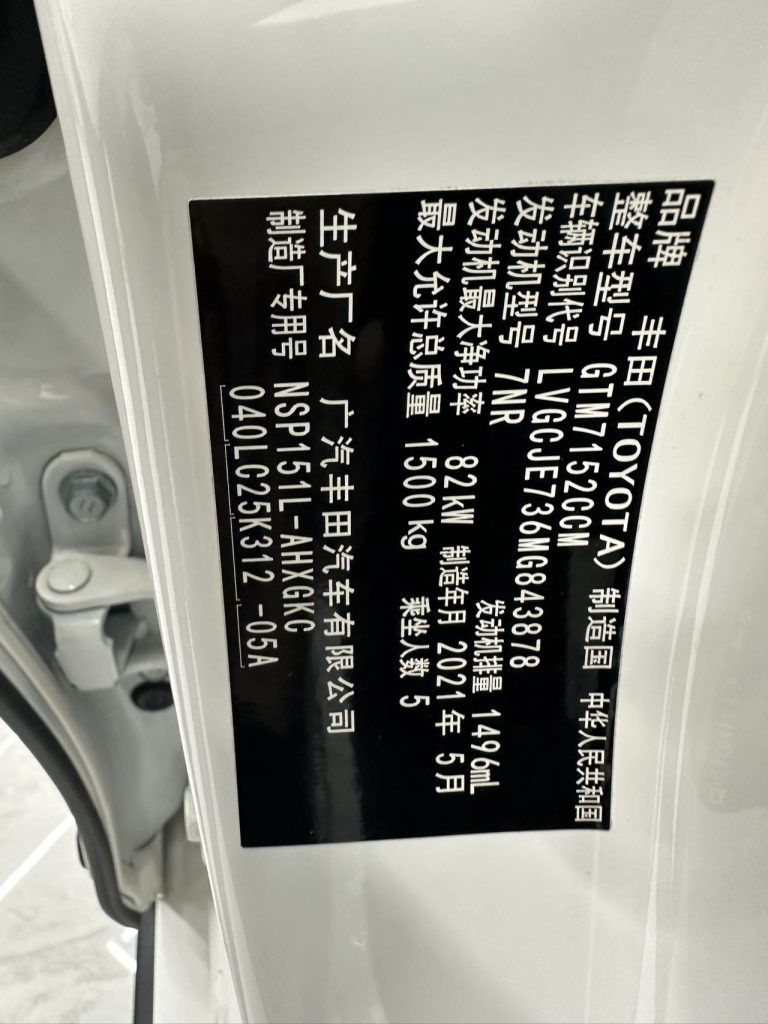 品牌 丰田(TOYOTA) 制造国 中华人民共和国
整车型号 GTM7152CCM
车辆识别代号 LVGCJE736MG843878
发动机型号 7NR 发动机排量 1496mL
发动机最大净功率 82kW 制造年月 2021年 5月
最大允许总质量 1500 kg 乘坐人数 5
生产厂名 广汽丰田汽车有限公司
制造厂专用号 NSP151L-AHXGKC
040LC25K312 -05A